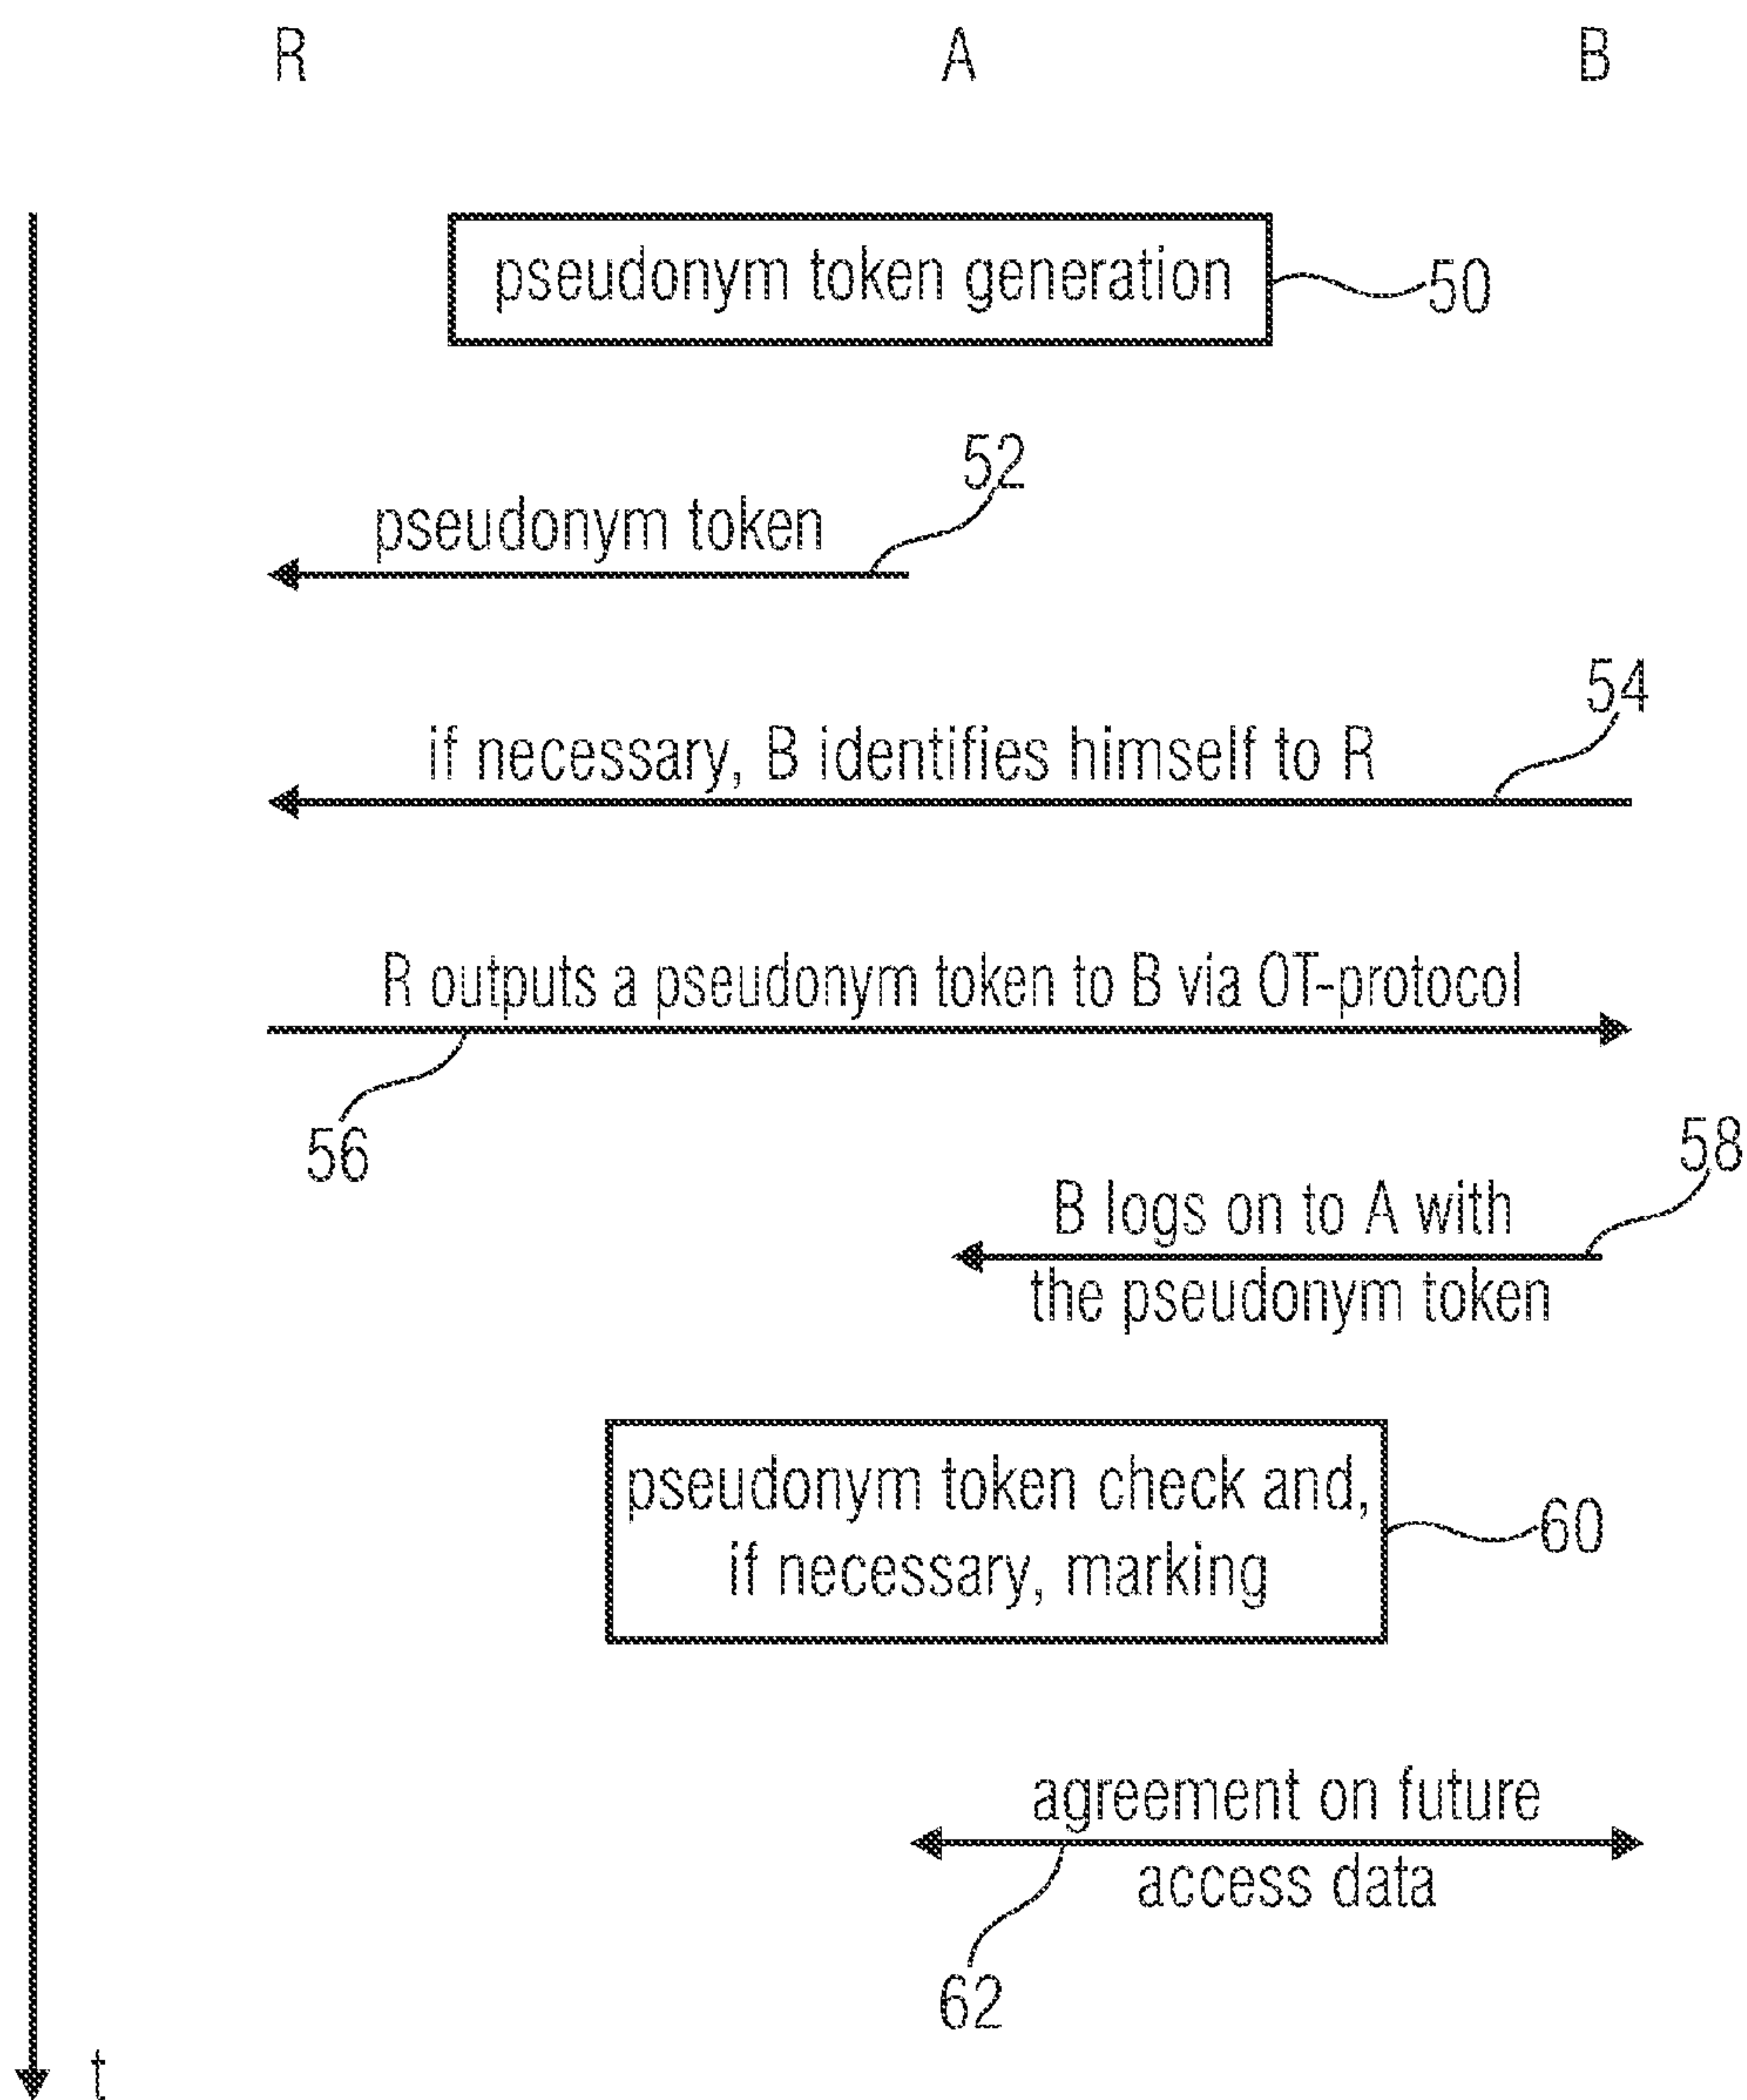 R A B
pseudonym token generation
50
52
pseudonym token
54
if necessary, B identifies himself to R
R outputs a pseudonym token to B via OT-protocol
56
58
B logs on to A with
the pseudonym token
pseudonym token check and,
if necessary, marking
60
agreement on future
access data
62
t